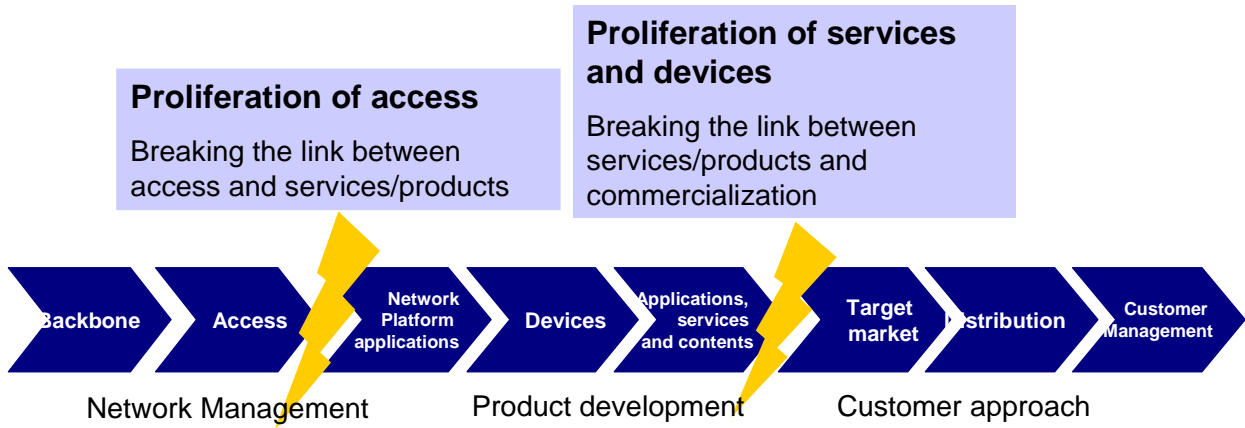 Proliferation of services
and devices
Breaking the link between
services/products and
commercialization
Proliferation of access
Breaking the link between
access and services/products
Backbone
Access
Network
Platform
applications
Devices
Applications,
services
and contents
Target
market
Distribution
Customer
Management
Network Management
Product development
Customer approach